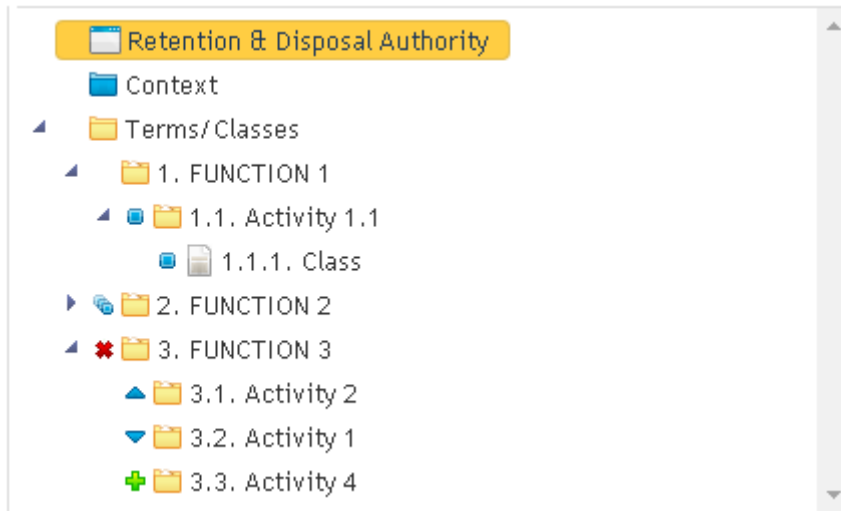 Retention & Disposal Authority
Context
Terms/Classes
1. FUNCTION 1
1.1. Activity 1.1
1.1.1. Class
2. FUNCTION 2
3. FUNCTION 3
3.1. Activity 2
3.2. Activity 1
3.3. Activity 4